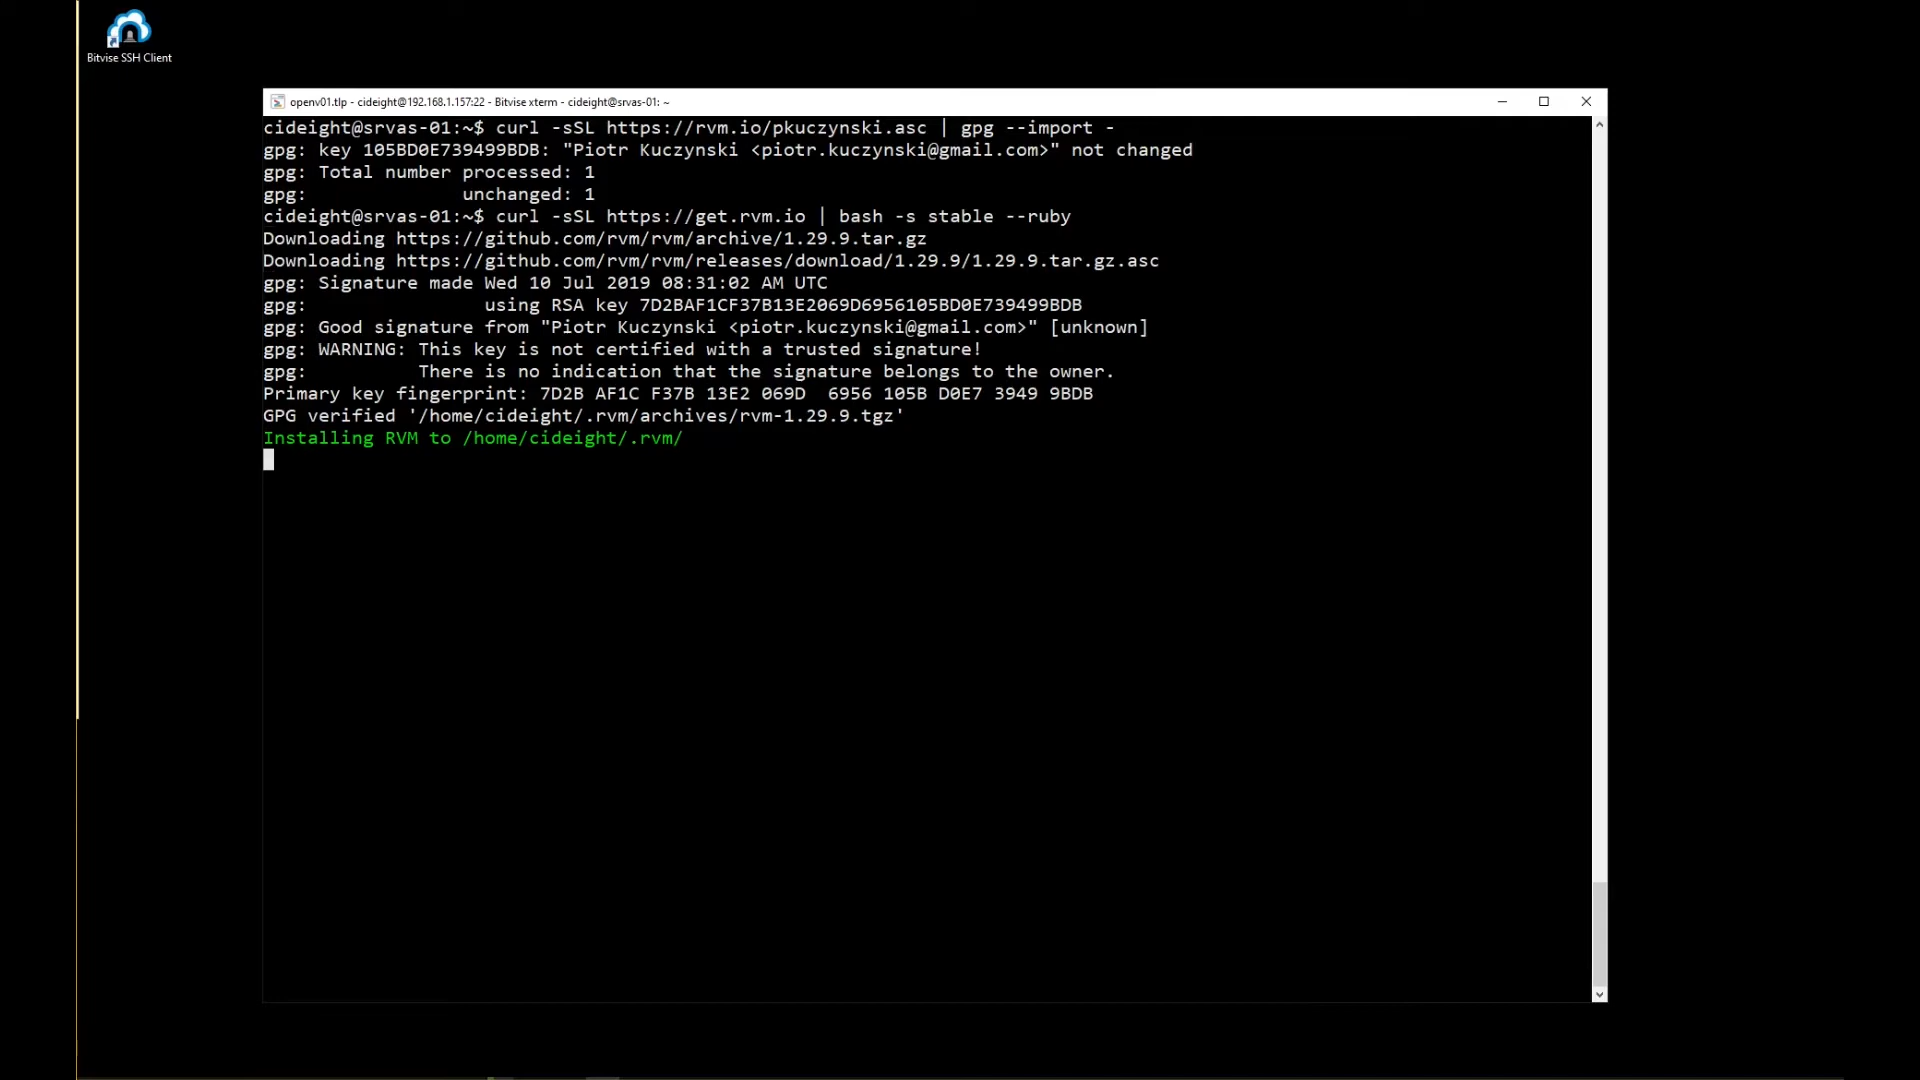 Bitvise SSH Client
openv01.tlp - cideight@192.168.1.157:22 - Bitvise xterm - cideight@srvas-01: ~
cideight@srvas-01:~$ curl -sSL https://rvm.io/pkuczynski.asc | gpg --import -
gpg: key 105BD0E739499BDB: "Piotr Kuczynski <piotr.kuczynski@gmail.com>" not changed
gpg: Total number processed: 1
gpg:              unchanged: 1
cideight@srvas-01:~$ curl -sSL https://get.rvm.io | bash -s stable --ruby
Downloading https://github.com/rvm/rvm/archive/1.29.9.tar.gz
Downloading https://github.com/rvm/rvm/releases/download/1.29.9/1.29.9.tar.gz.asc
gpg: Signature made Wed 10 Jul 2019 08:31:02 AM UTC
gpg:                using RSA key 7D2BAF1CF37B13E2069D6956105BD0E739499BDB
gpg: Good signature from "Piotr Kuczynski <piotr.kuczynski@gmail.com>" [unknown]
gpg: WARNING: This key is not certified with a trusted signature!
gpg:          There is no indication that the signature belongs to the owner.
Primary key fingerprint: 7D2B AF1C F37B 13E2 069D  6956 105B D0E7 3949 9BDB
GPG verified '/home/cideight/.rvm/archives/rvm-1.29.9.tgz'
Installing RVM to /home/cideight/.rvm/